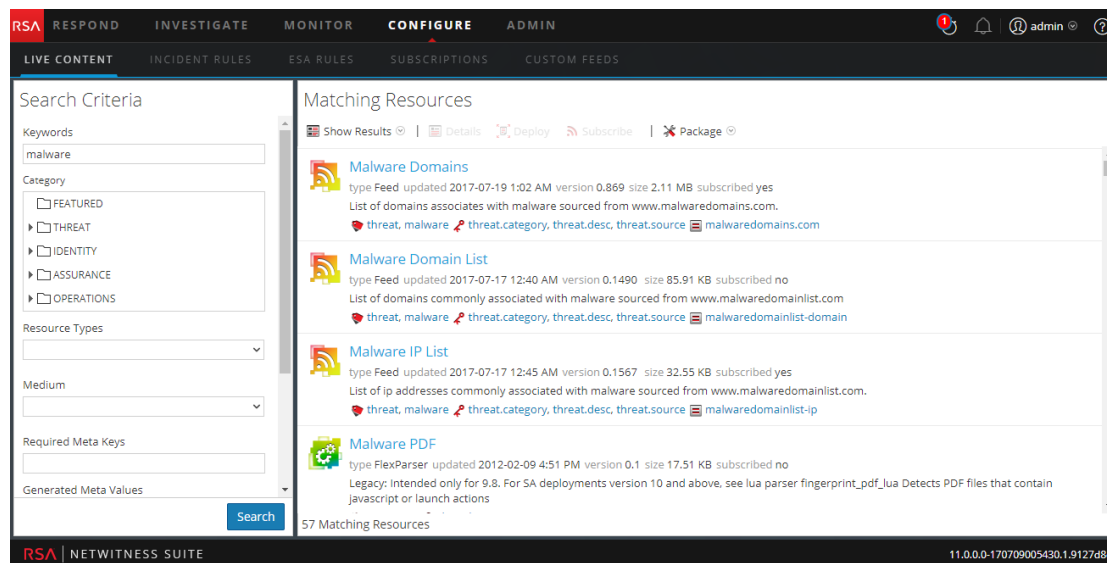 RSA RESPOND INVESTIGATE MONITOR CONFIGURE ADMIN 1 admin ?
LIVE CONTENT INCIDENT RULES ESA RULES SUBSCRIPTIONS CUSTOM FEEDS
Search Criteria
Keywords
malware
Category
FEATURED
THREAT
IDENTITY
ASSURANCE
OPERATIONS
Resource Types
Medium
Required Meta Keys
Generated Meta Values
Search
Matching Resources
Show Results | Details Deploy Subscribe | Package
Malware Domains
type Feed updated 2017-07-19 1:02 AM version 0.869 size 2.11 MB subscribed yes
List of domains associates with malware sourced from www.malwaredomains.com.
threat, malware threat.category, threat.desc, threat.source malwaredomains.com
Malware Domain List
type Feed updated 2017-07-17 12:40 AM version 0.1490 size 85.91 KB subscribed no
List of domains commonly associated with malware sourced from www.malwaredomainlist.com
threat, malware threat.category, threat.desc, threat.source malwaredomainlist-domain
Malware IP List
type Feed updated 2017-07-17 12:45 AM version 0.1567 size 32.55 KB subscribed yes
List of ip addresses commonly associated with malware sourced from www.malwaredomainlist.com.
threat, malware threat.category, threat.desc, threat.source malwaredomainlist-ip
Malware PDF
type FlexParser updated 2012-02-09 4:51 PM version 0.1 size 17.51 KB subscribed no
Legacy: Intended only for 9.8. For SA deployments version 10 and above, see lua parser fingerprint_pdf_lua Detects PDF files that contain
javascript or launch actions
57 Matching Resources
RSA | NETWITNESS SUITE
11.0.0.0-170709005430.1.9127d8